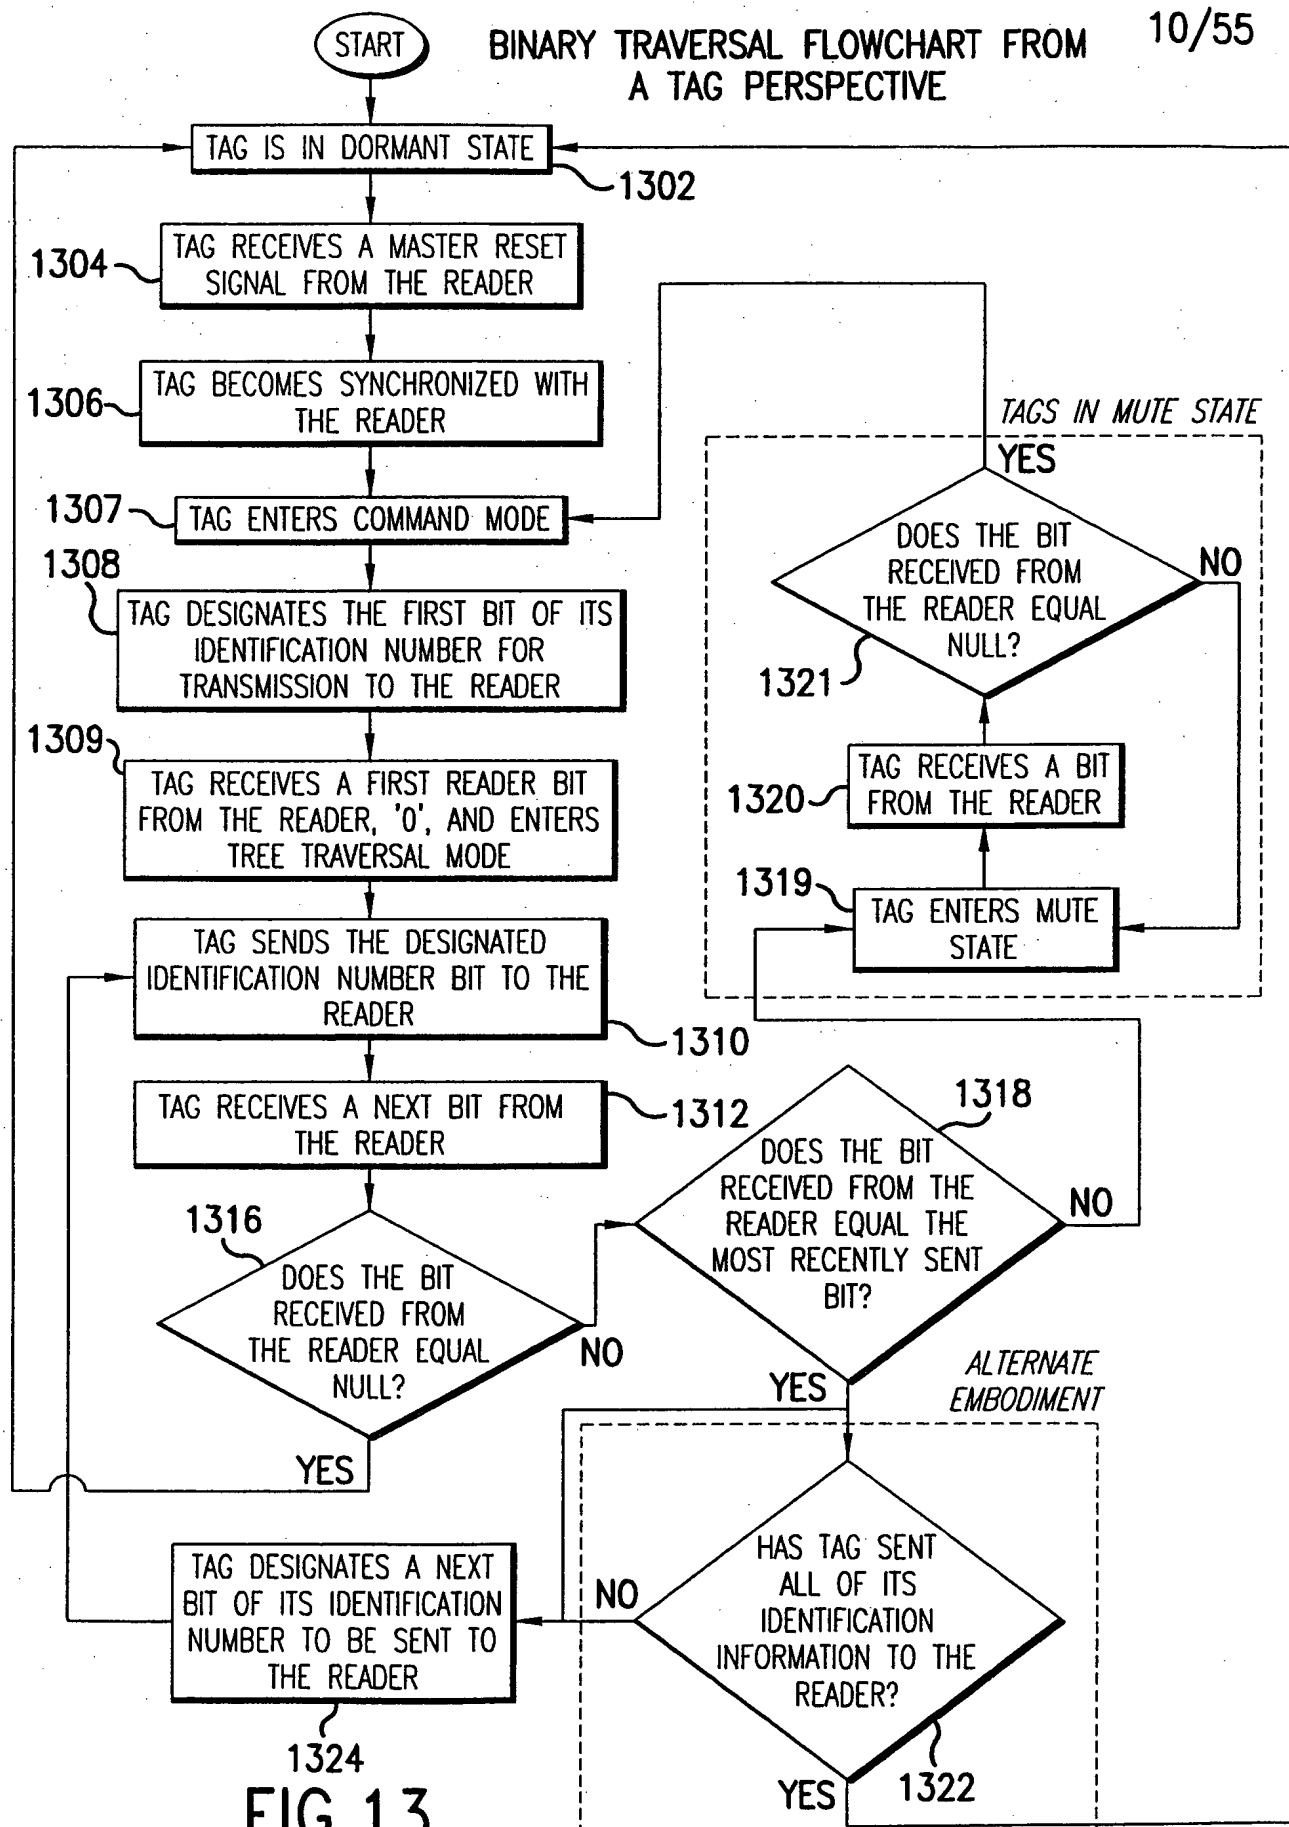 10/55
BINARY TRAVERSAL FLOWCHART FROM
A TAG PERSPECTIVE
START
TAG IS IN DORMANT STATE
1302
TAG RECEIVES A MASTER RESET
SIGNAL FROM THE READER
1304
TAG BECOMES SYNCHRONIZED WITH
THE READER
1306
TAG ENTERS COMMAND MODE
1307
1308
TAG DESIGNATES THE FIRST BIT OF ITS
IDENTIFICATION NUMBER FOR
TRANSMISSION TO THE READER
1309
TAG RECEIVES A FIRST READER BIT
FROM THE READER, '0', AND ENTERS
TREE TRAVERSAL MODE
TAG SENDS THE DESIGNATED
IDENTIFICATION NUMBER BIT TO THE
READER
1310
TAG RECEIVES A NEXT BIT FROM
THE READER
1312
1316
DOES THE BIT
RECEIVED FROM
THE READER EQUAL
NULL?
NO
YES
1318
DOES THE BIT
RECEIVED FROM THE
READER EQUAL THE
MOST RECENTLY SENT
BIT?
NO
YES
TAGS IN MUTE STATE
YES
DOES THE BIT
RECEIVED FROM
THE READER EQUAL
NULL?
NO
1321
TAG RECEIVES A BIT
FROM THE READER
1320
1319
TAG ENTERS MUTE
STATE
ALTERNATE
EMBODIMENT
HAS TAG SENT
ALL OF ITS
IDENTIFICATION
INFORMATION TO THE
READER?
NO
YES
1322
TAG DESIGNATES A NEXT
BIT OF ITS IDENTIFICATION
NUMBER TO BE SENT TO
THE READER
1324
FIG.13